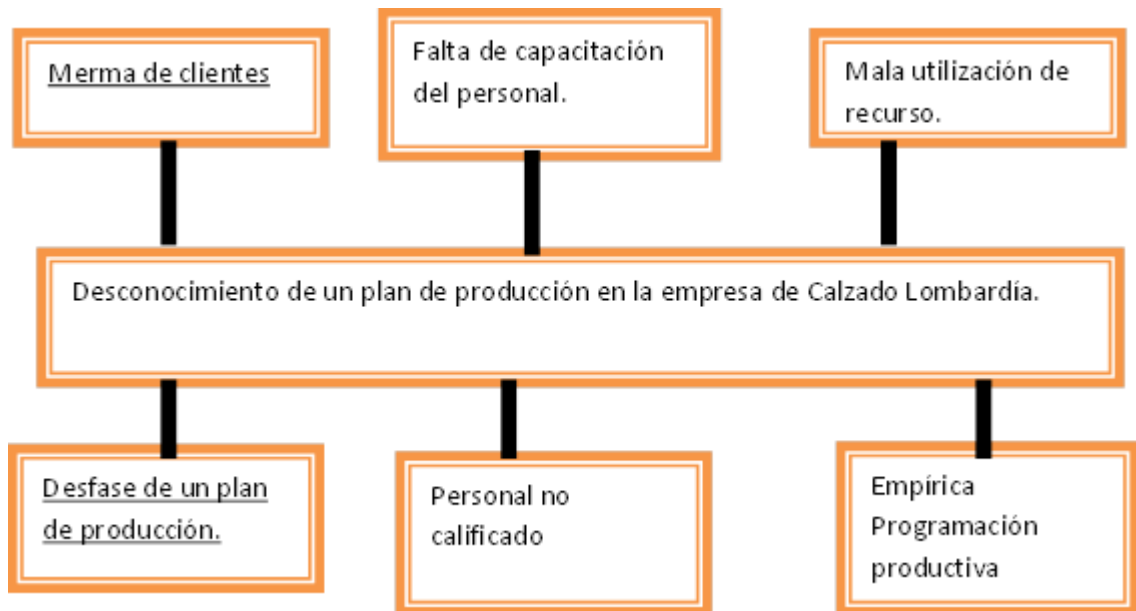 Merma de clientes
Falta de capacitación
del personal.
Mala utilización de
recurso.
Desconocimiento de un plan de producción en la empresa de Calzado Lombardía.
Desfase de un plan
de producción.
Personal no
calificado
Empírica
Programación
productiva